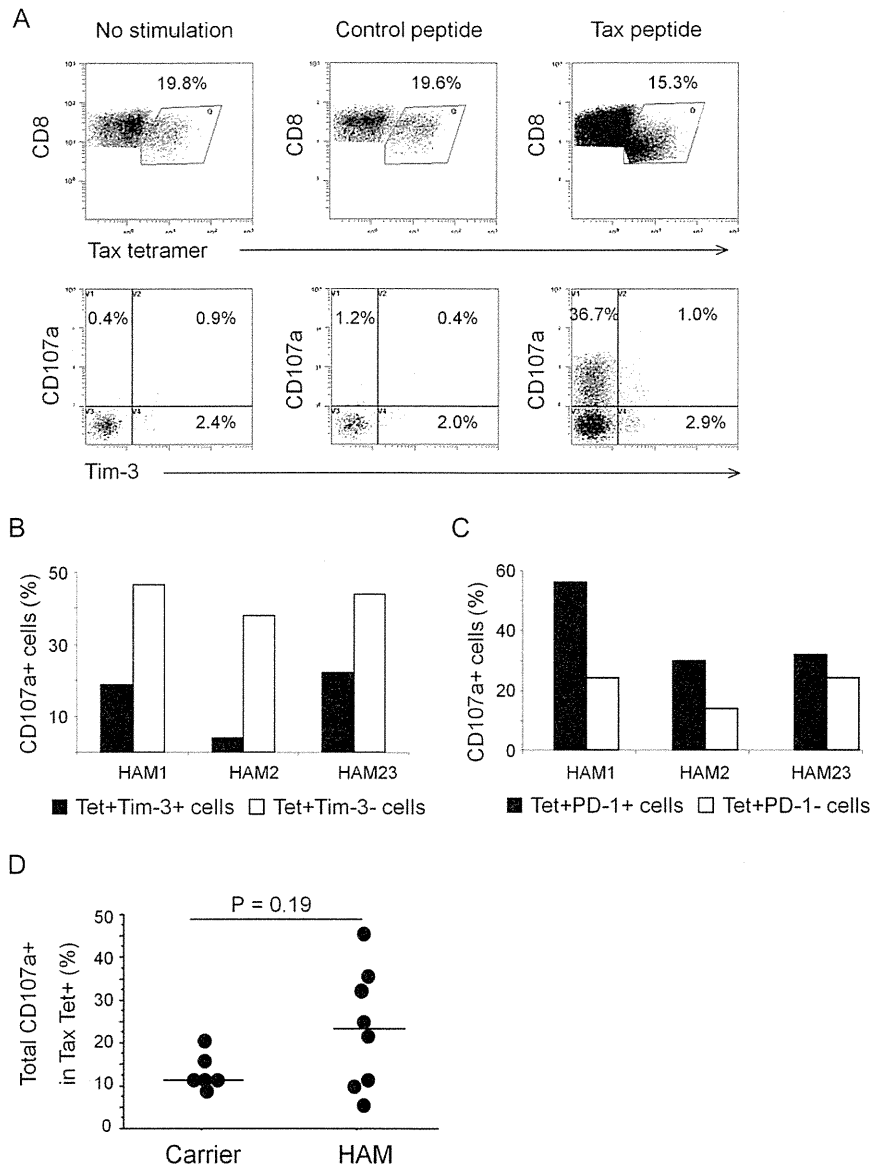 A
No stimulation
Control peptide
Tax peptide
19.8%
19.6%
15.3%
CD8
CD8
CD8
Tax tetramer
0.4%
0.9%
1.2%
0.4%
36.7%
1.0%
CD107a
CD107a
CD107a
2.4%
2.0%
2.9%
Tim-3
B
C
CD107a+ cells (%)
50
30
10
HAM1
HAM2
HAM23
Tet+Tim-3+ cells
Tet+Tim-3- cells
CD107a+ cells (%)
60
40
20
0
HAM1
HAM2
HAM23
Tet+PD-1+ cells
Tet+PD-1- cells
D
P = 0.19
Total CD107a+
in Tax Tet+ (%)
50
40
30
20
10
0
Carrier
HAM